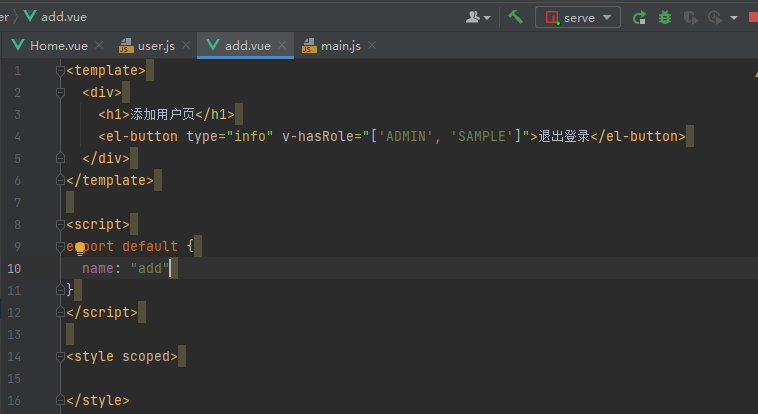 er 〉 add.vue
serve
Home.vue
user.js
add.vue
main.js
1 <template>
2 <div>
3 <h1>添加用户页</h1>
4 <el-button type="info" v-hasRole="['ADMIN', 'SAMPLE']">退出登录</el-button>
5 </div>
6 </template>
7
8 <script>
9 export default {
10 name: "add"
11 }
12 </script>
13
14 <style scoped>
15
16 </style>